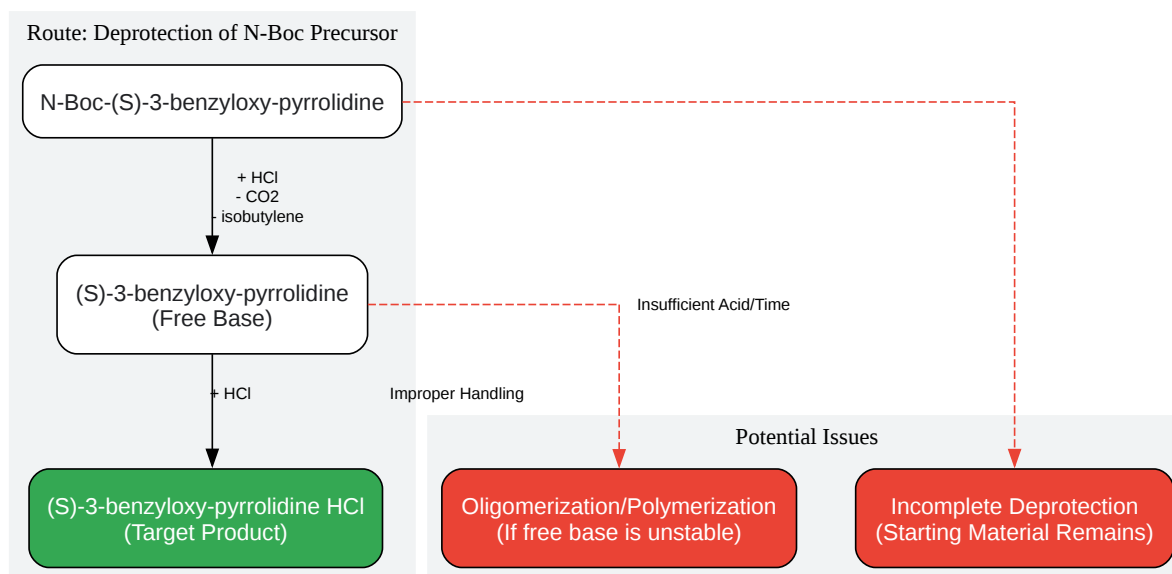 Route: Deprotection of N-Boc Precursor
N-Boc-(S)-3-benzyloxy-pyrrolidine
+ HCl
- CO2
- isobutylene
(S)-3-benzyloxy-pyrrolidine
(Free Base)
Insufficient Acid/Time
+ HCl
Improper Handling
Potential Issues
(S)-3-benzyloxy-pyrrolidine HCl
(Target Product)
Oligomerization/Polymerization
(If free base is unstable)
Incomplete Deprotection
(Starting Material Remains)